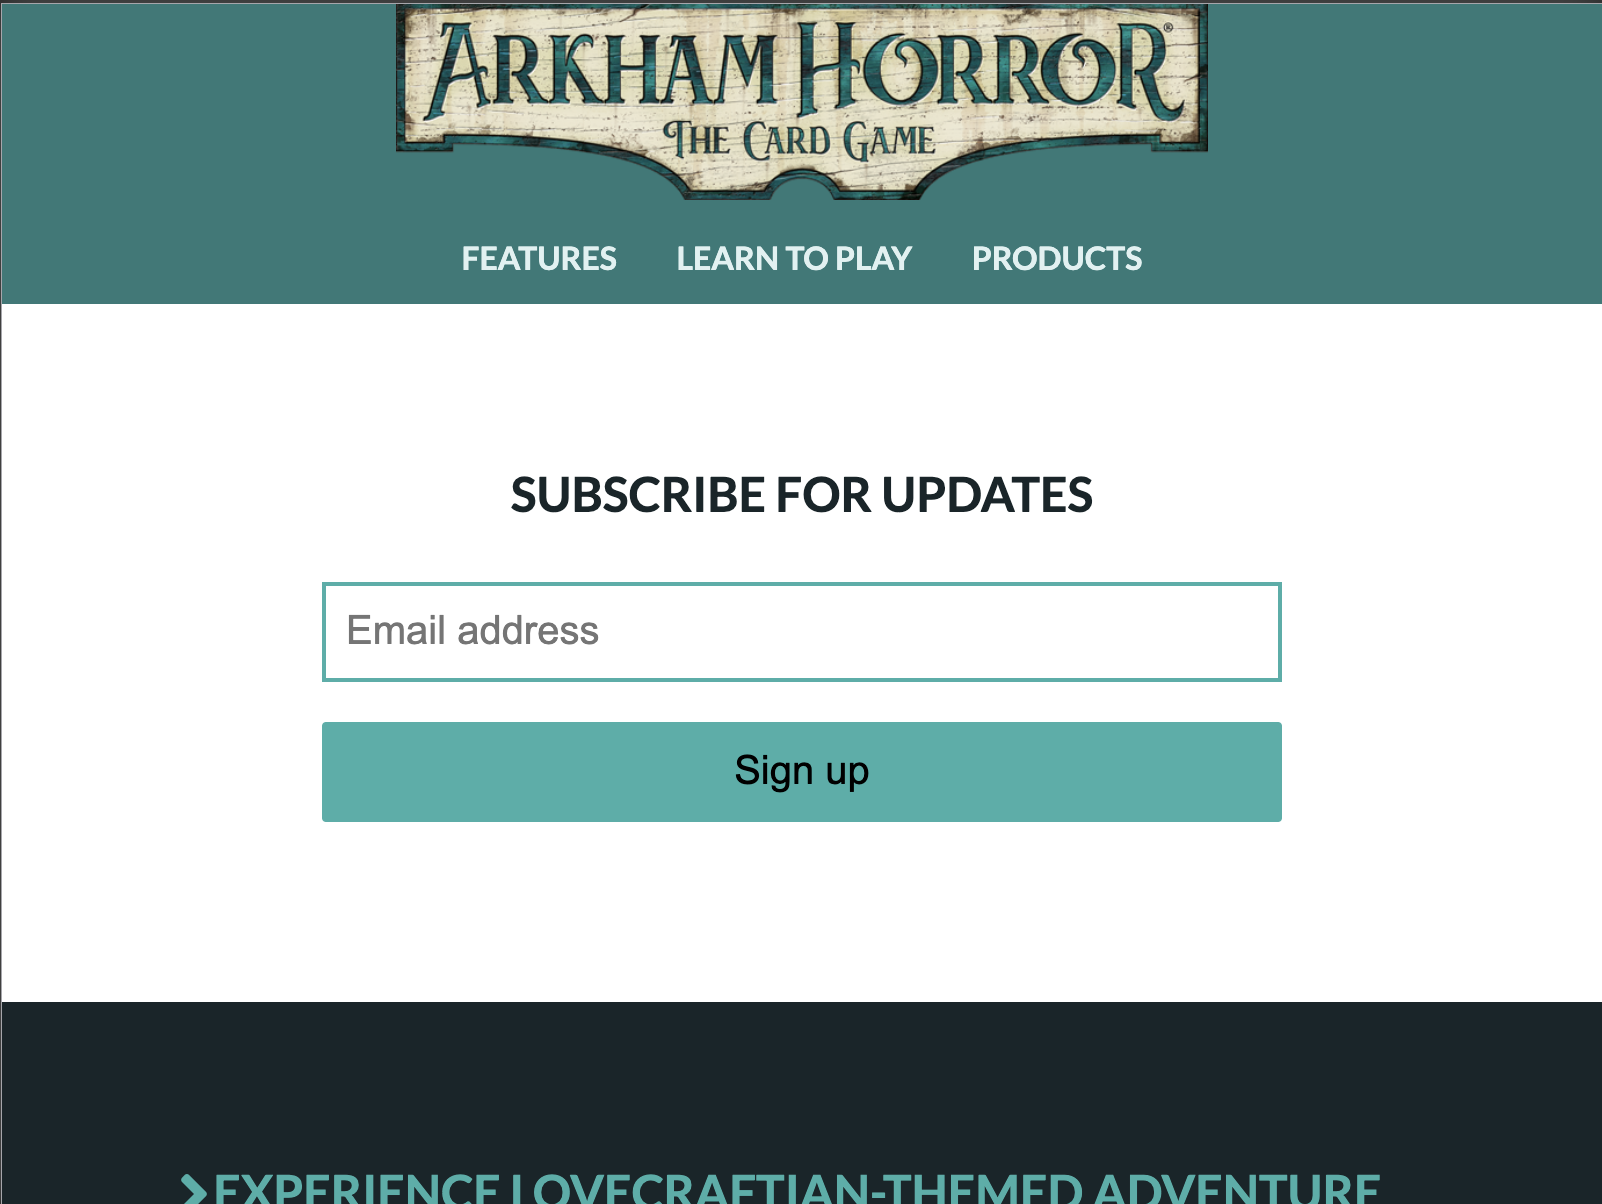 ARKHAM HORROR®
THE CARD GAME
FEATURES LEARN TO PLAY PRODUCTS
SUBSCRIBE FOR UPDATES
Email address
Sign up
EXPERIENCE LOVECRAFTIAN-THEMED ADVENTURE